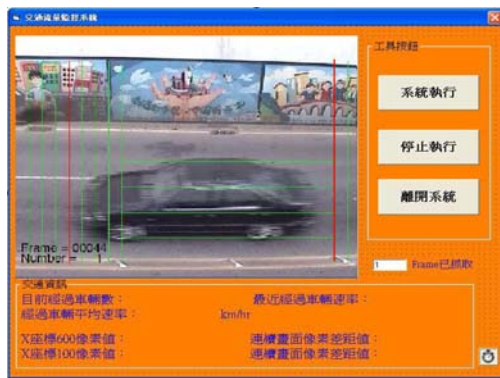 交通流量監控系統
工具按鈕
系統執行
停止執行
離開系統
Frame = 00044
Number = 1
1 Frame已抓取
交通資訊
目前經過車輛數：
最近經過車輛速率：
經過車輛平均速率：
km/hr
X座標600像素值：
連續畫面像素差距值：
X座標100像素值：
連續畫面像素差距值：